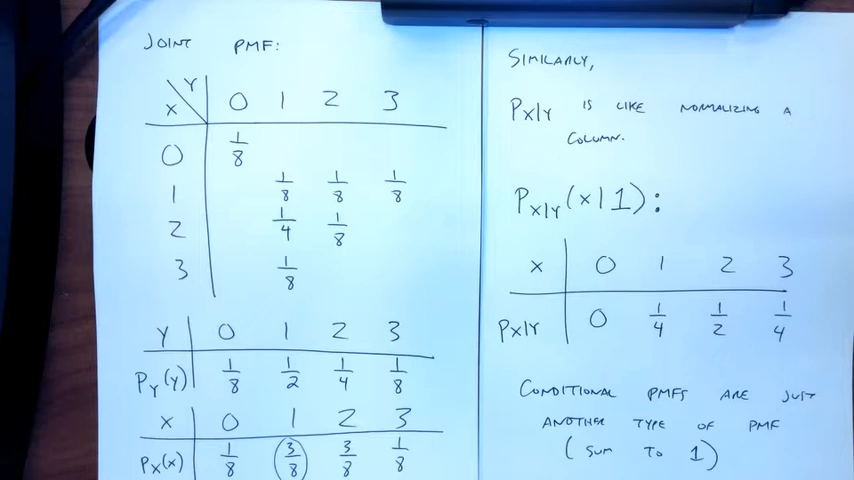 JOINT PMF:
Y
X 0 1 2 3
0 1/8
1 1/8 1/8 1/8
2 1/4 1/8
3 1/8
Y 0 1 2 3
PY(y) 1/8 1/2 1/4 1/8
X 0 1 2 3
PX(x) 1/8 3/8 3/8 1/8
SIMILARLY,
PX|Y IS LIKE NORMALIZING A
COLUMN.
PX|Y(x|1):
X 0 1 2 3
PX|Y 0 1/4 1/2 1/4
CONDITIONAL PMFS ARE JUST
ANOTHER TYPE OF PMF
(SUM TO 1)